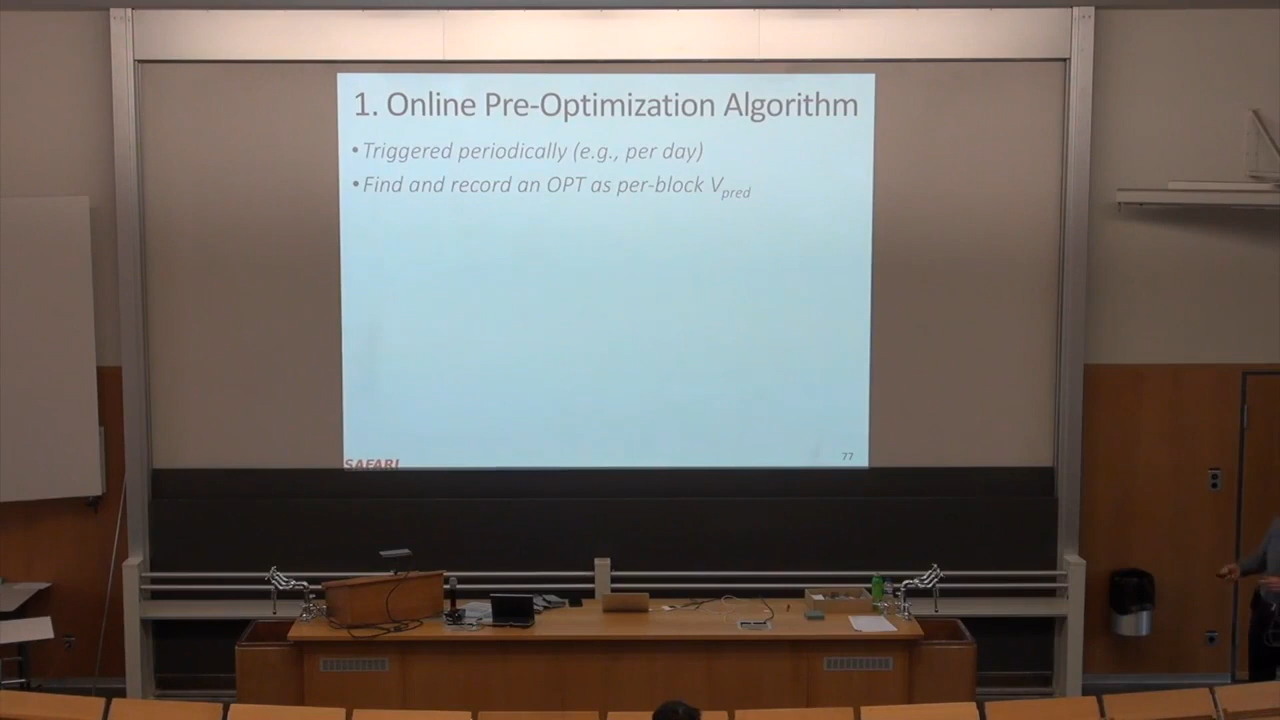 1. Online Pre-Optimization Algorithm
• Triggered periodically (e.g., per day)
• Find and record an OPT as per-block Vpred
SAFARI
77